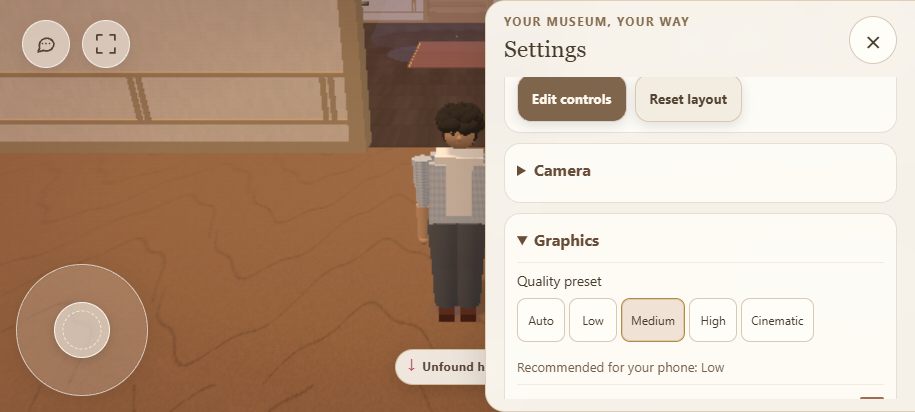 YOUR MUSEUM, YOUR WAY
Settings
Edit controls
Reset layout
Camera
Graphics
Quality preset
Auto
Low
Medium
High
Cinematic
Recommended for your phone: Low
Unfound h